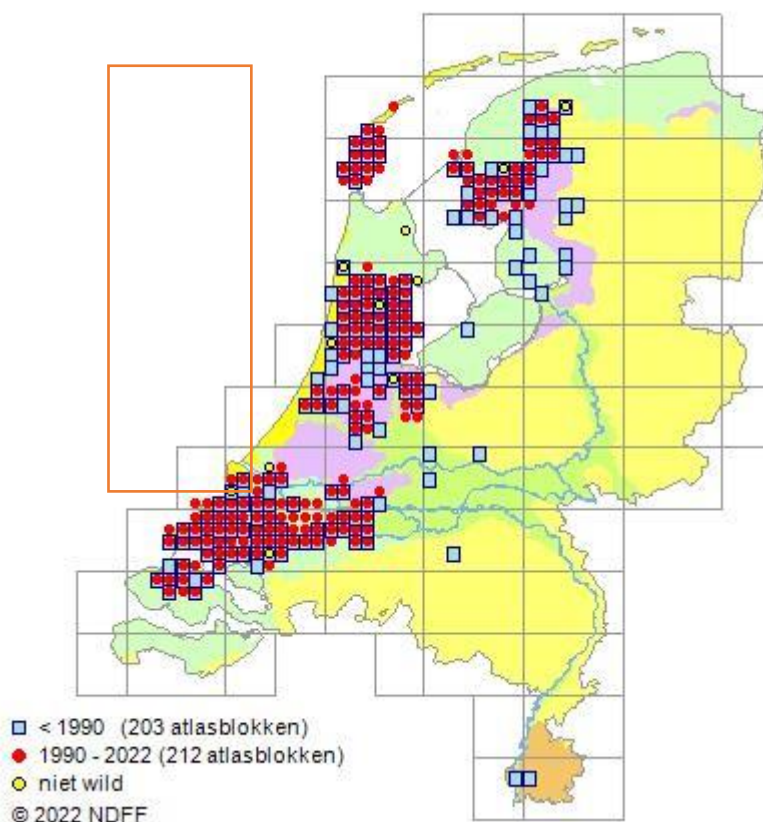 < 1990 (203 atlasblokken)
1990 - 2022 (212 atlasblokken)
niet wild
© 2022 NDFF